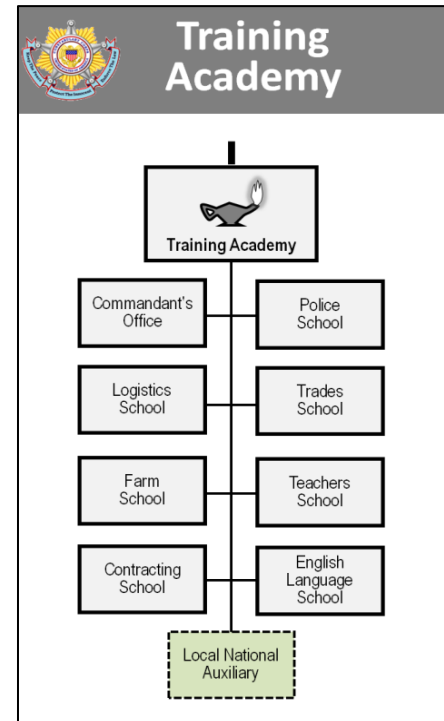 Training
Academy
Training Academy
Commandant's
Office
Police
School
Logistics
School
Trades
School
Farm
School
Teachers
School
Contracting
School
English
Language
School
Local National
Auxiliary